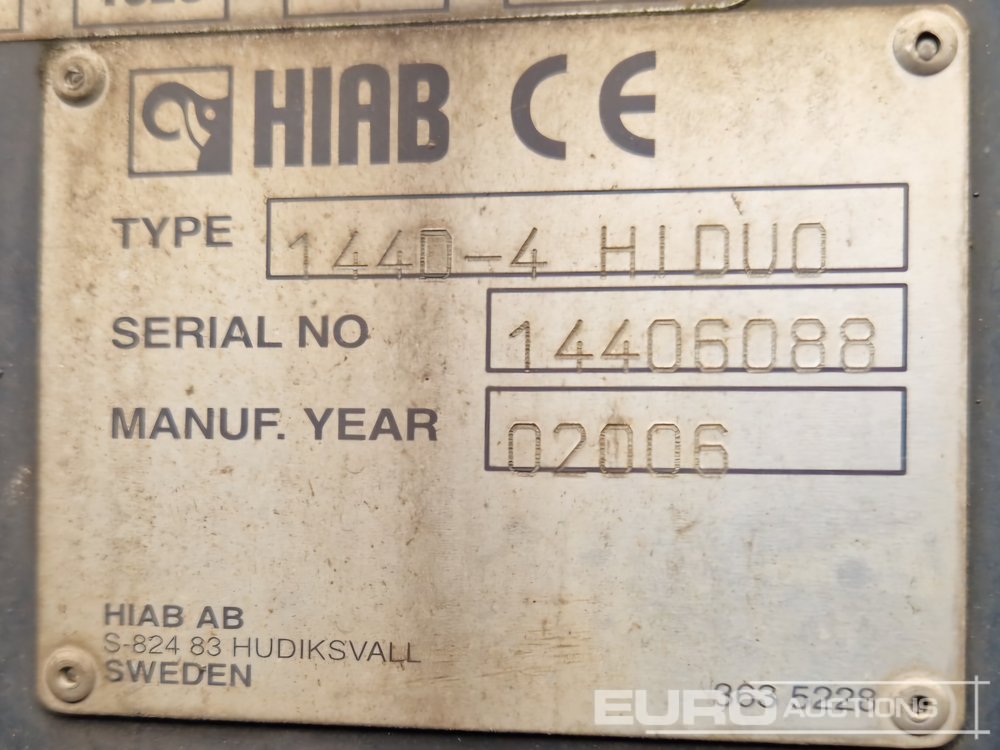 HIAB CE
TYPE 144D-4 HIDUO
SERIAL NO 14406088
MANUF. YEAR 02006
HIAB AB
S-824 83 HUDIKSVALL
SWEDEN
363 5228
EURO AUCTIONS